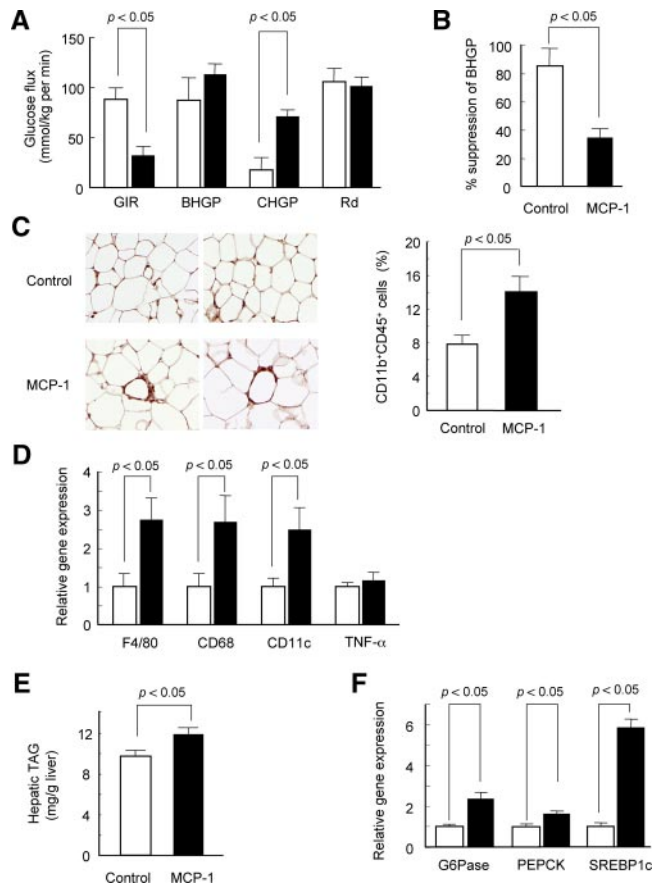 A
p < 0.05
p < 0.05
Glucose flux
(mmol/kg per min)
150
100
50
0
GIR BHGP CHGP Rd
B
p < 0.05
% suppression of BHGP
100
80
60
40
20
0
Control MCP-1
C
Control
MCP-1
CD11b⁺CD45⁺ cells (%)
20
16
12
8
4
0
p < 0.05
Control MCP-1
D
p < 0.05 p < 0.05 p < 0.05
Relative gene expression
4
3
2
1
0
F4/80 CD68 CD11c TNF-α
E
p < 0.05
Hepatic TAG
(mg/g liver)
16
12
8
4
0
Control MCP-1
F
p < 0.05 p < 0.05 p < 0.05
Relative gene expression
6
4
2
0
G6Pase PEPCK SREBP1c